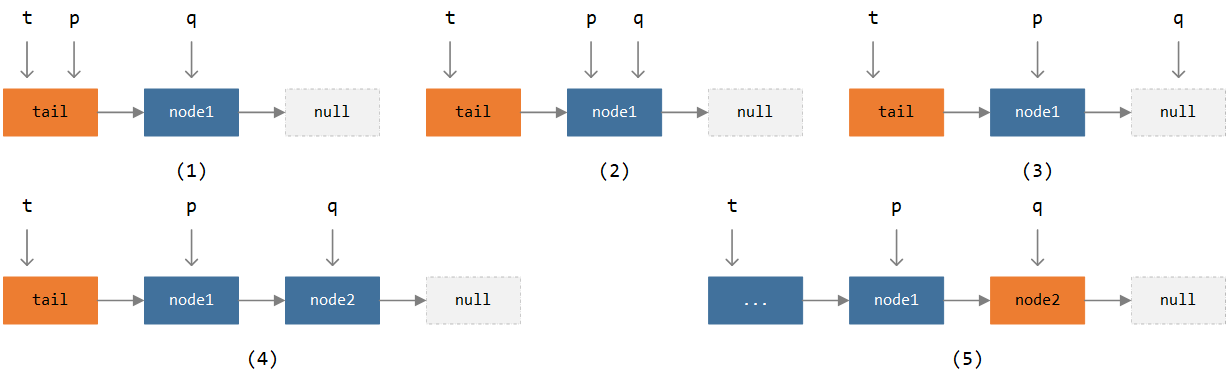 t p q t p q t p q
tail node1 null tail node1 null tail node1 null
(1) (2) (3)
t p q t p q
tail node1 node2 null ... node1 node2 null
(4) (5)